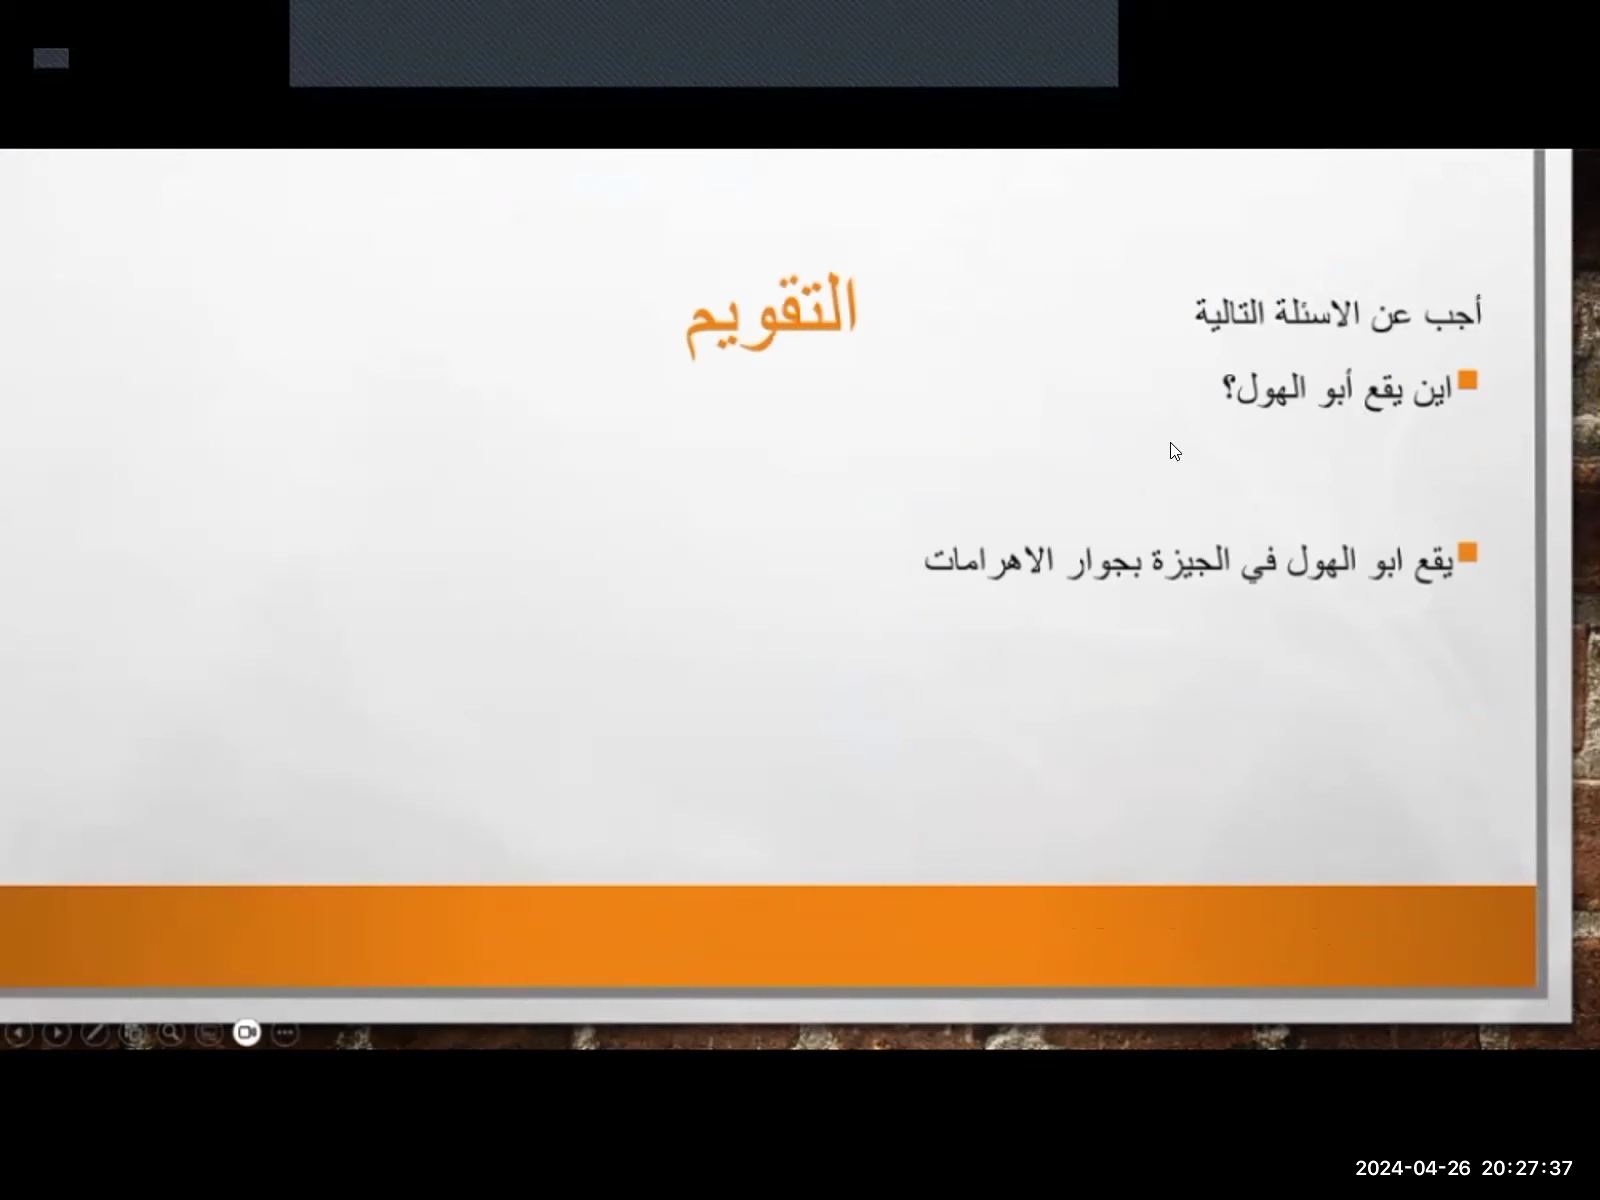 التقويم
أجب عن الاسئلة التالية
اين يقع أبو الهول؟
يقع ابو الهول في الجيزة بجوار الاهرامات
2024-04-26 20:27:37